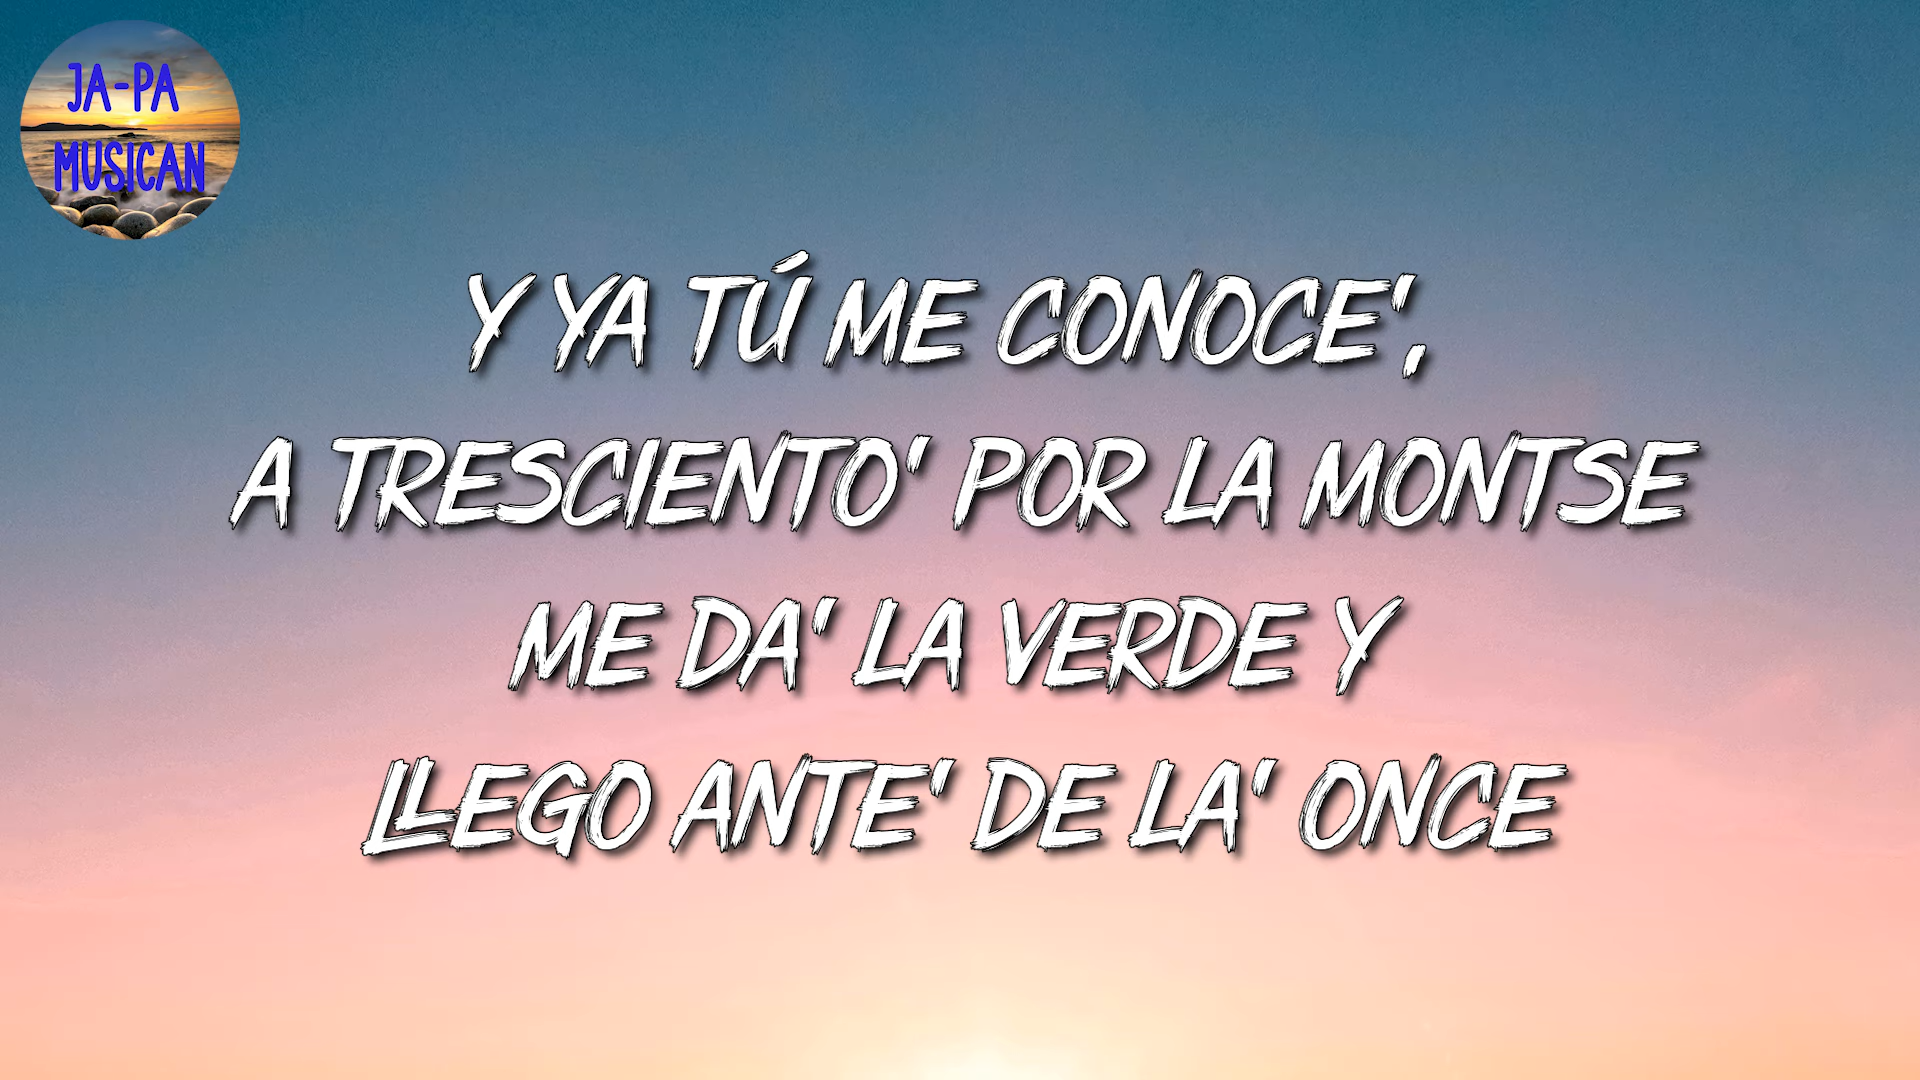 JA-PA
MUSICAN
Y YA TÚ ME CONOCE',
A TRESCIENTO' POR LA MONTSE
ME DA' LA VERDE Y
LLEGO ANTE' DE LA' ONCE